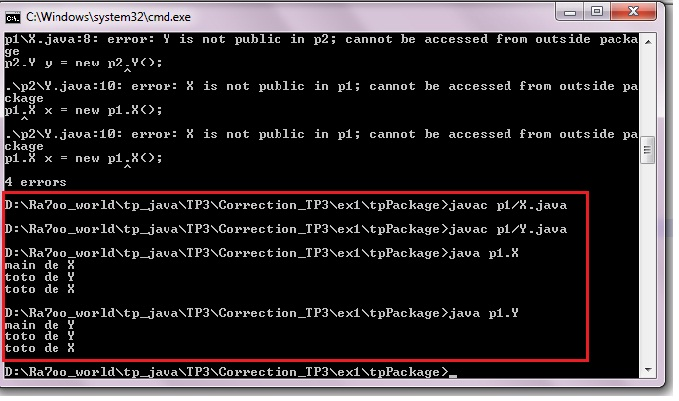 C:\Windows\system32\cmd.exe
p1\X.java:8: error: Y is not public in p2; cannot be accessed from outside packa
ge
p2.Y y = new p2.Y();
^
.\p2\Y.java:10: error: X is not public in p1; cannot be accessed from outside pa
ckage
p1.X x = new p1.X();
^
.\p2\Y.java:10: error: X is not public in p1; cannot be accessed from outside pa
ckage
p1.X x = new p1.X();
^
4 errors
D:\Ra7oo_world\tp_java\TP3\Correction_TP3\ex1\tpPackage>javac p1/X.java
D:\Ra7oo_world\tp_java\TP3\Correction_TP3\ex1\tpPackage>javac p1/Y.java
D:\Ra7oo_world\tp_java\TP3\Correction_TP3\ex1\tpPackage>java p1.X
main de X
toto de Y
toto de X
D:\Ra7oo_world\tp_java\TP3\Correction_TP3\ex1\tpPackage>java p1.Y
main de Y
toto de Y
toto de X
D:\Ra7oo_world\tp_java\TP3\Correction_TP3\ex1\tpPackage>_